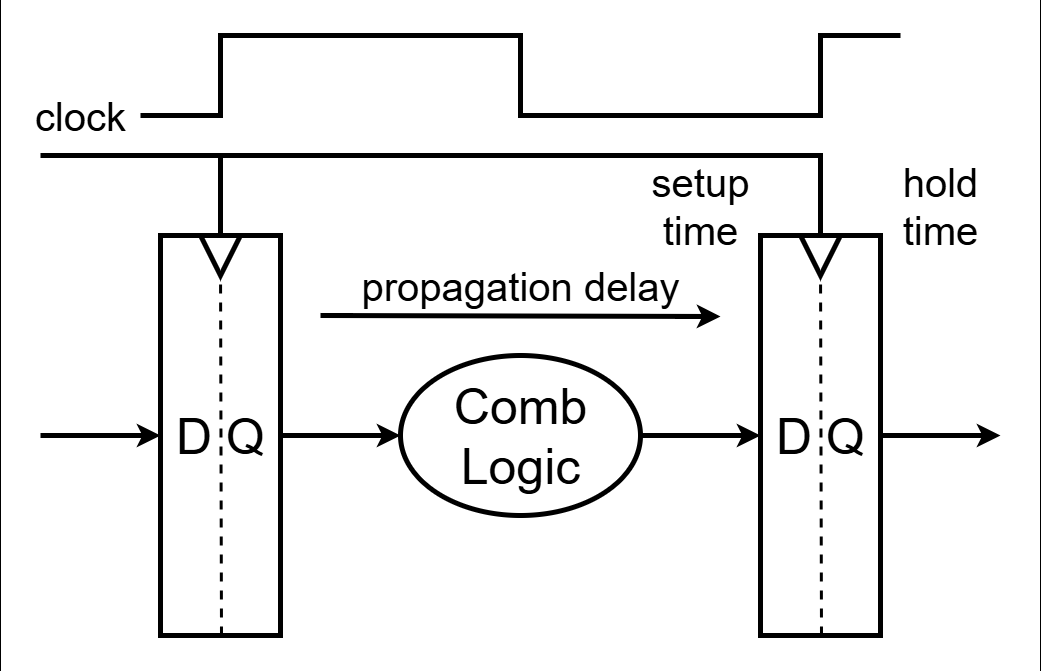 clock
setup
time
hold
time
propagation delay
D Q
Comb
Logic
D Q